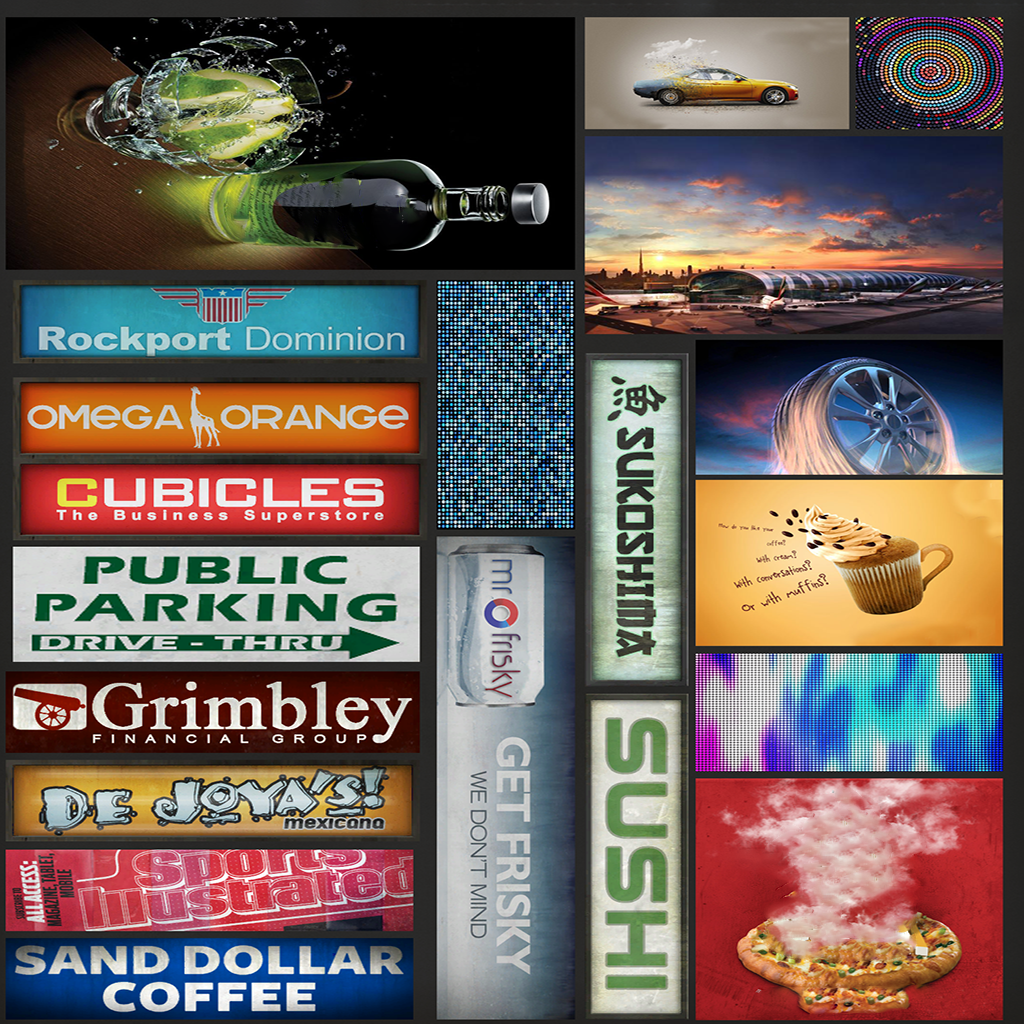 Rockport Dominion
OMEGA ORANGE
CUBICLES
The Business Superstore
PUBLIC
PARKING
DRIVE - THRU
Grimbley
FINANCIAL GROUP
DE JOYA'S!
mexicana
ALL ACCESS:
MAGAZINE, TABLET,
MOBILE
Sports
Illustrated
SAND DOLLAR
COFFEE
mr. frisky
GET FRISKY
WE DON'T MIND
魚 SUKOSHIMA
SUSHI
How do you like your
coffee?
With cream?
With conversations?
Or with muffins?